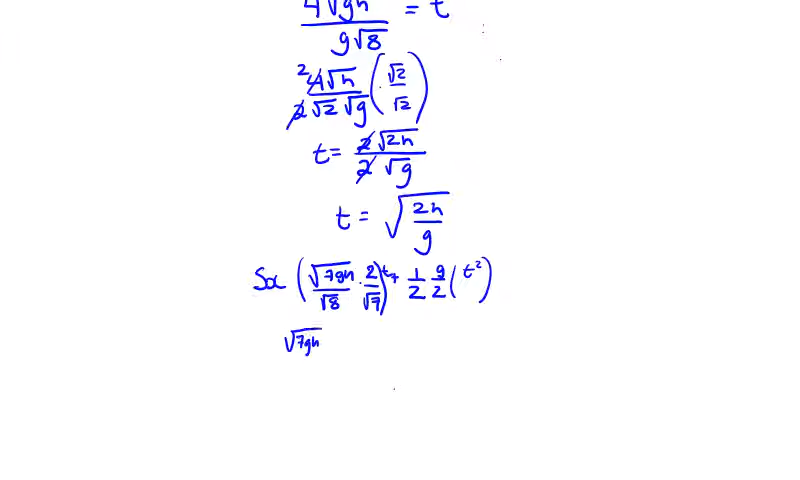 4√gh / g√8 = t
2 4√h / 2√2 √g (√2 / √2)
t = 2√2h / 2√g
t = √(2h / g)
Sx (√7gh / √8 · 2 / √7)t + 1/2 g/2 (t²)
√7gh